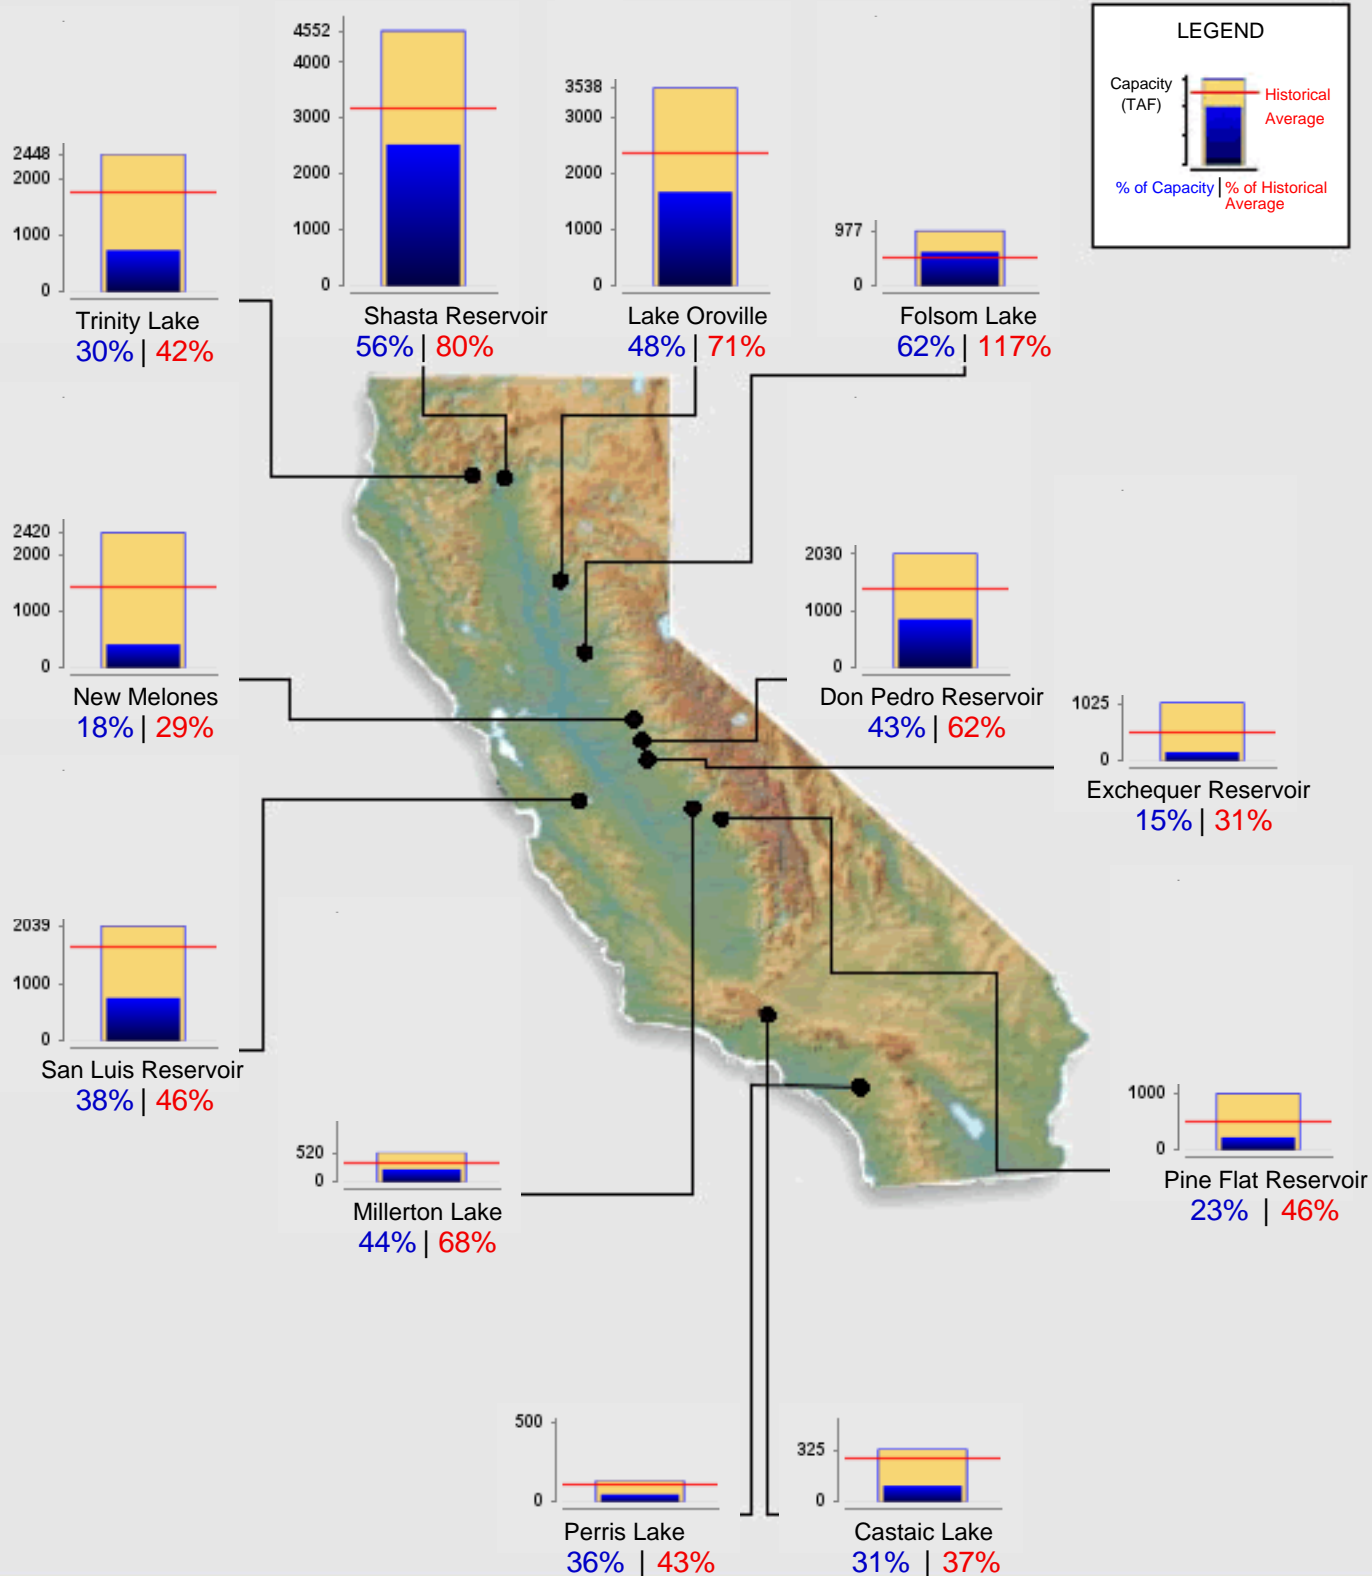 LEGEND
Capacity
(TAF)
Historical
Average
% of Capacity | % of Historical
Average
2448
2000
1000
0
Trinity Lake
30% | 42%
4552
4000
3000
2000
1000
0
Shasta Reservoir
56% | 80%
3538
3000
2000
1000
0
Lake Oroville
48% | 71%
977
0
Folsom Lake
62% | 117%
2420
2000
1000
0
New Melones
18% | 29%
2030
1000
0
Don Pedro Reservoir
43% | 62%
1025
0
Exchequer Reservoir
15% | 31%
2039
1000
0
San Luis Reservoir
38% | 46%
520
0
Millerton Lake
44% | 68%
1000
0
Pine Flat Reservoir
23% | 46%
500
0
Perris Lake
36% | 43%
325
0
Castaic Lake
31% | 37%